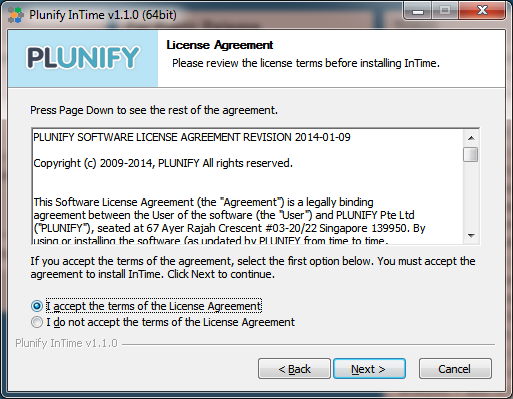 Plunify InTime v1.1.0 (64bit)
PLUNIFY
License Agreement
Please review the license terms before installing InTime.
Press Page Down to see the rest of the agreement.
PLUNIFY SOFTWARE LICENSE AGREEMENT REVISION 2014-01-09
Copyright (c) 2009-2014, PLUNIFY All rights reserved.
This Software License Agreement (the "Agreement") is a legally binding
agreement between the User of the software (the "User") and PLUNIFY Pte Ltd
("PLUNIFY"), seated at 67 Ayer Rajah Crescent #03-20/22 Singapore 139950. By
using or installing the software (as updated by PLUNIFY from time to time,
If you accept the terms of the agreement, select the first option below. You must accept the
agreement to install InTime. Click Next to continue.
I accept the terms of the License Agreement
I do not accept the terms of the License Agreement
Plunify InTime v1.1.0
< Back
Next >
Cancel